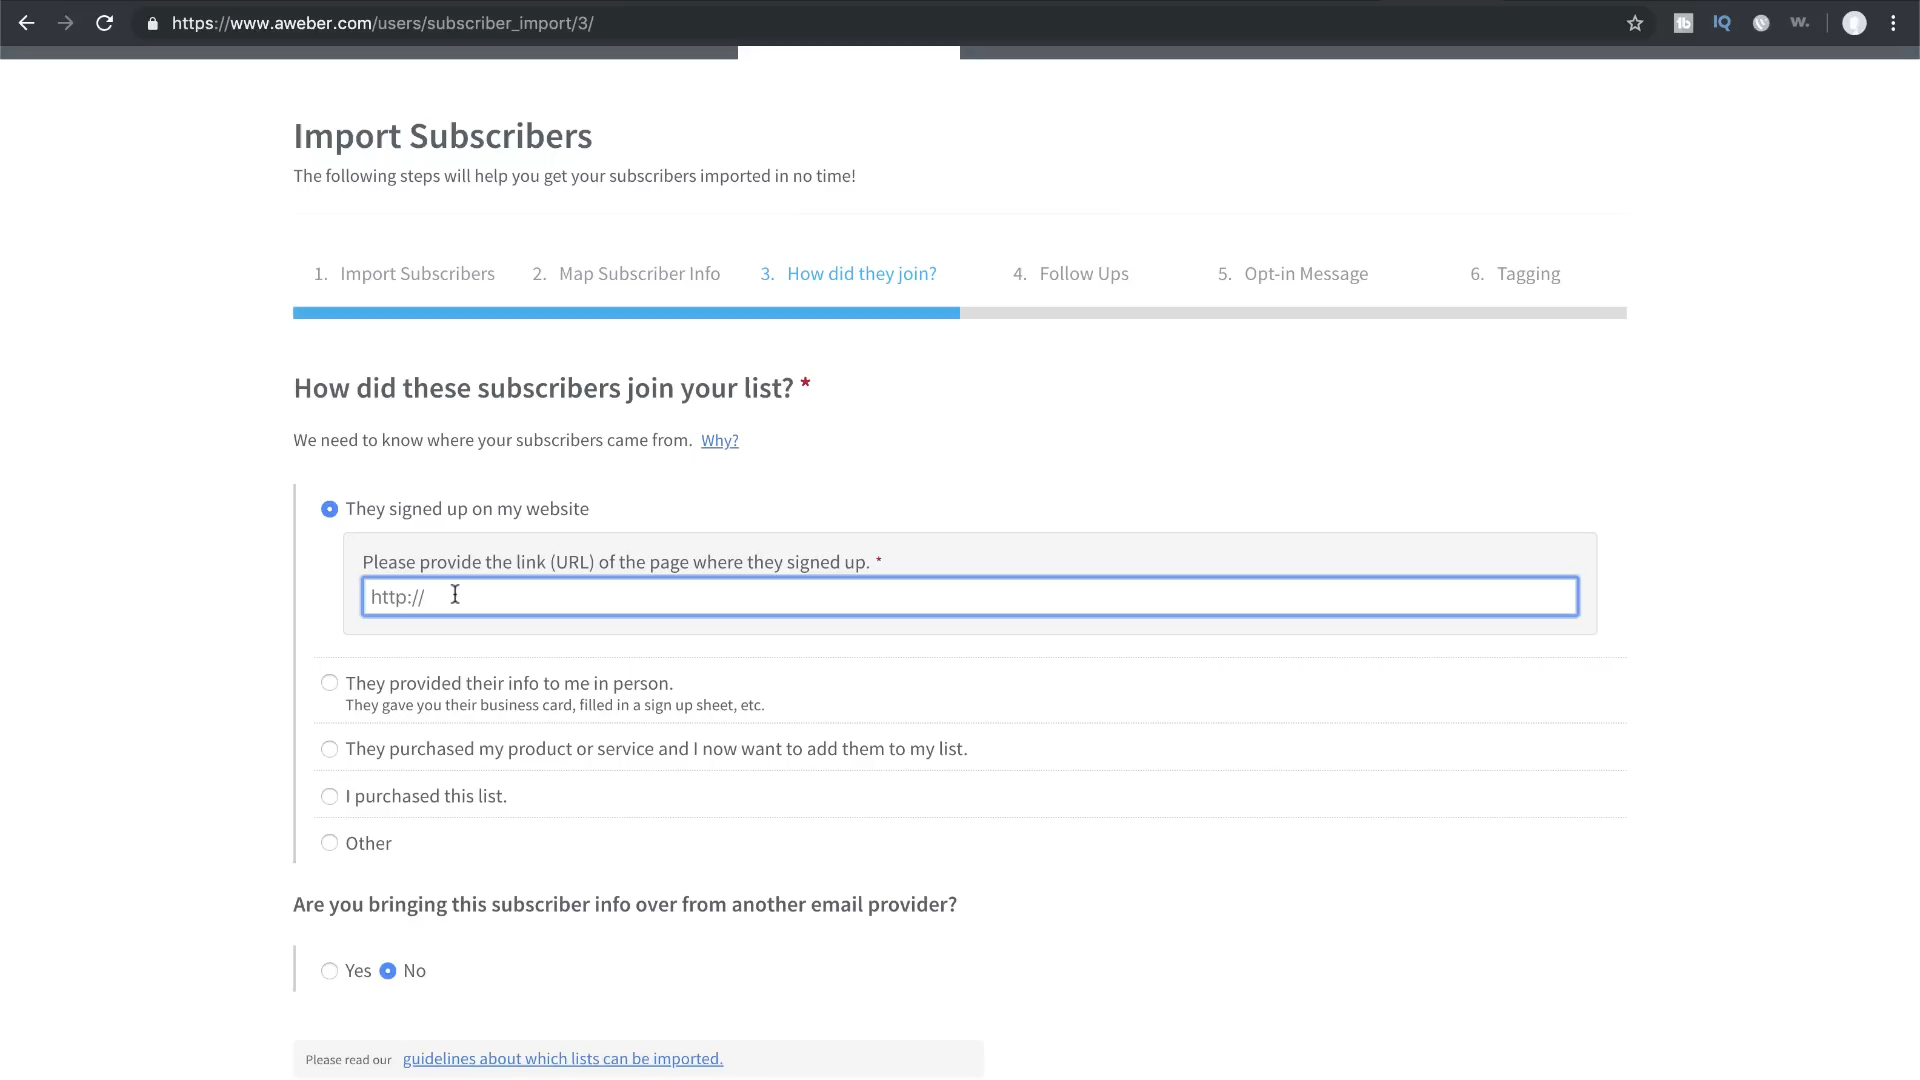 https://www.aweber.com/users/subscriber_import/3/
tb
IQ
w.
Import Subscribers
The following steps will help you get your subscribers imported in no time!
1. Import Subscribers 2. Map Subscriber Info 3. How did they join? 4. Follow Ups 5. Opt-in Message 6. Tagging
How did these subscribers join your list? *
We need to know where your subscribers came from. Why?
They signed up on my website
Please provide the link (URL) of the page where they signed up. *
http://
They provided their info to me in person.
They gave you their business card, filled in a sign up sheet, etc.
They purchased my product or service and I now want to add them to my list.
I purchased this list.
Other
Are you bringing this subscriber info over from another email provider?
Yes No
Please read our guidelines about which lists can be imported.